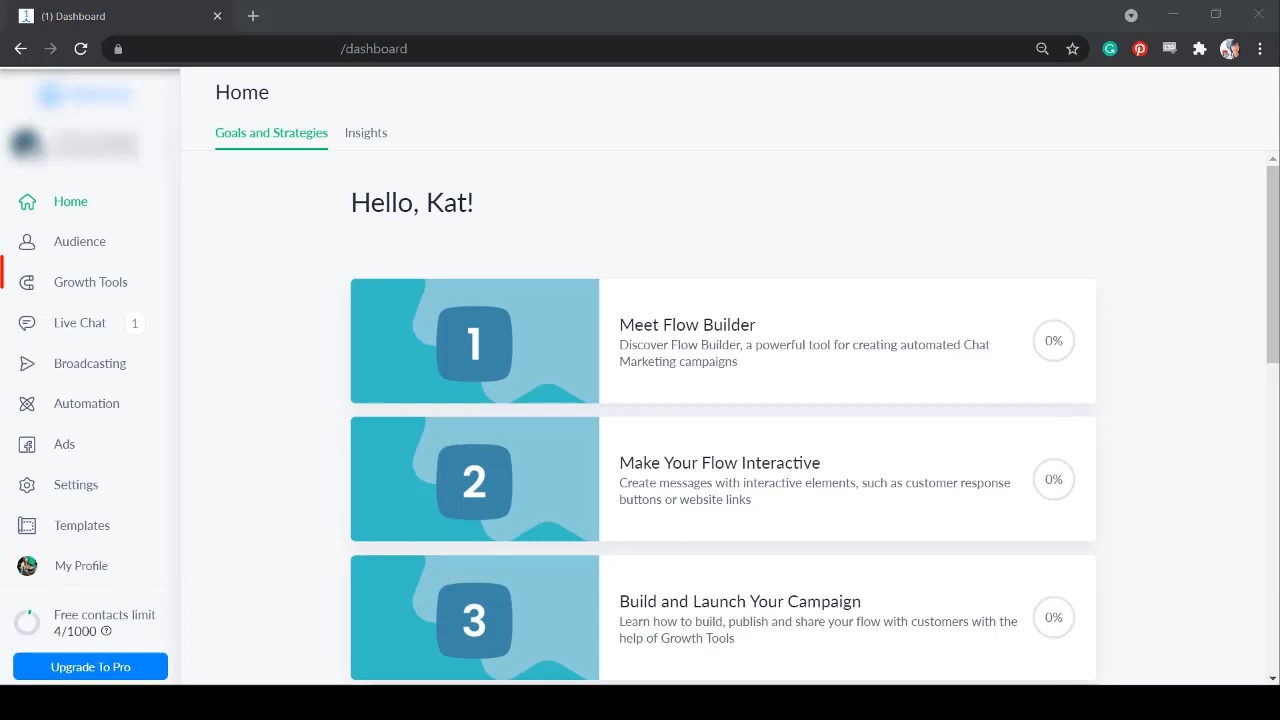 (1) Dashboard
/dashboard
CSS
Home
Goals and Strategies
Insights
Home
Audience
Growth Tools
Live Chat 1
Broadcasting
Automation
Ads
Settings
Templates
My Profile
Free contacts limit
4/1000
Upgrade To Pro
Hello, Kat!
1
Meet Flow Builder
Discover Flow Builder, a powerful tool for creating automated Chat
Marketing campaigns
0%
2
Make Your Flow Interactive
Create messages with interactive elements, such as customer response
buttons or website links
0%
3
Build and Launch Your Campaign
Learn how to build, publish and share your flow with customers with the
help of Growth Tools
0%